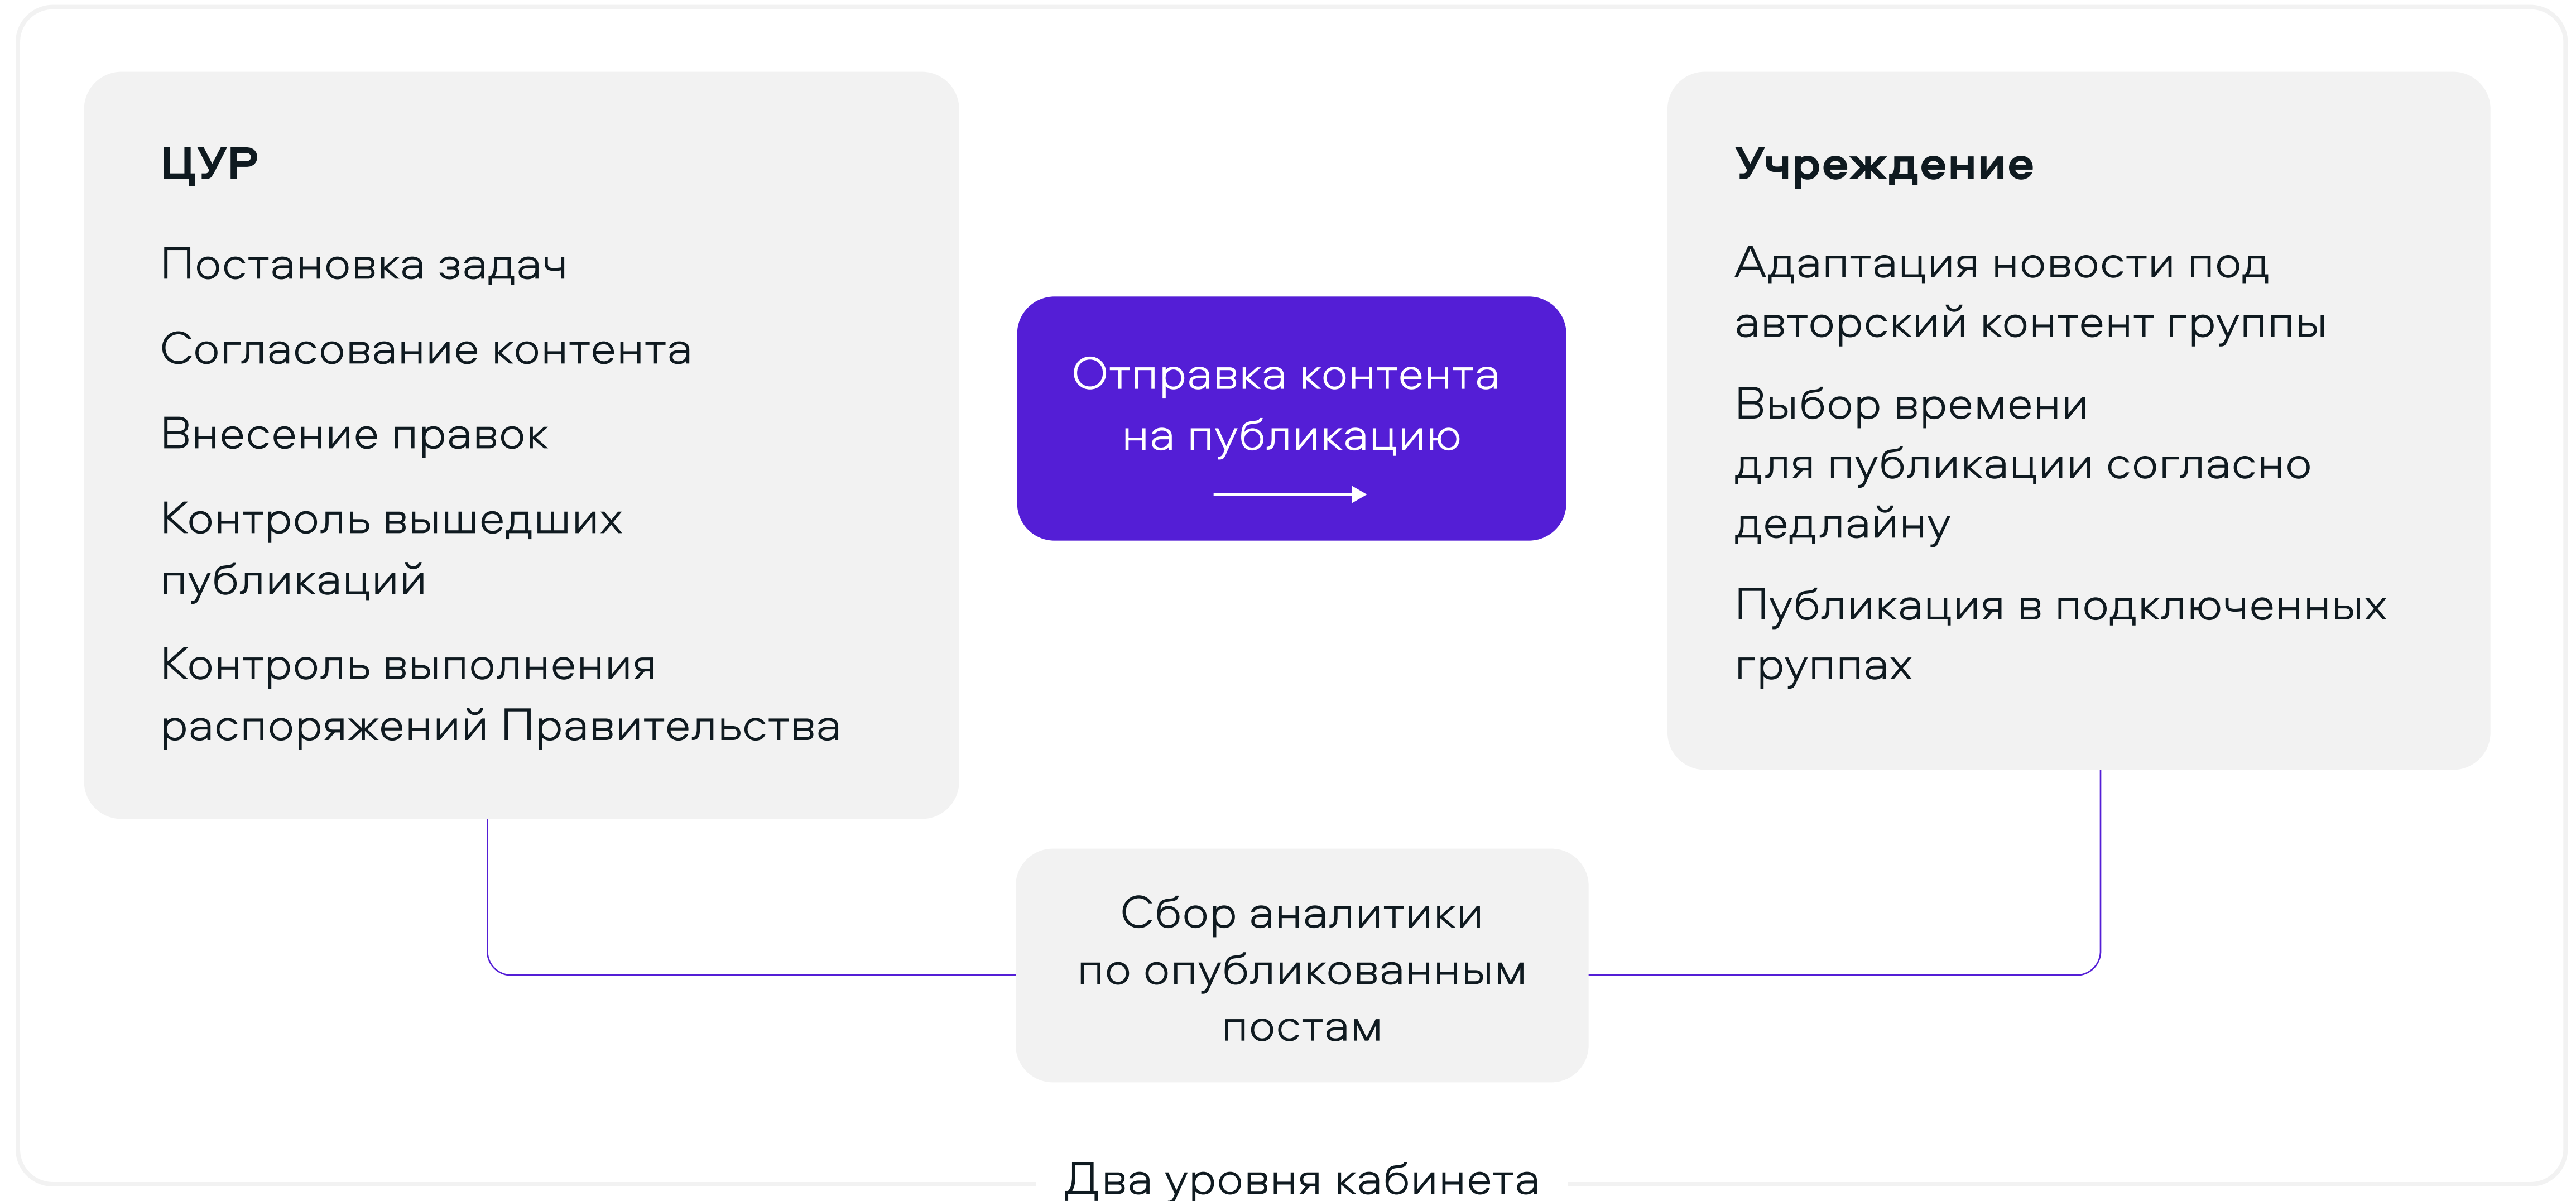 ЦУР
Постановка задач
Согласование контента
Внесение правок
Контроль вышедших
публикаций
Контроль выполнения
распоряжений Правительства
Отправка контента
на публикацию
Учреждение
Адаптация новости под
авторский контент группы
Выбор времени
для публикации согласно
дедлайну
Публикация в подключенных
группах
Сбор аналитики
по опубликованным
постам
Два уровня кабинета